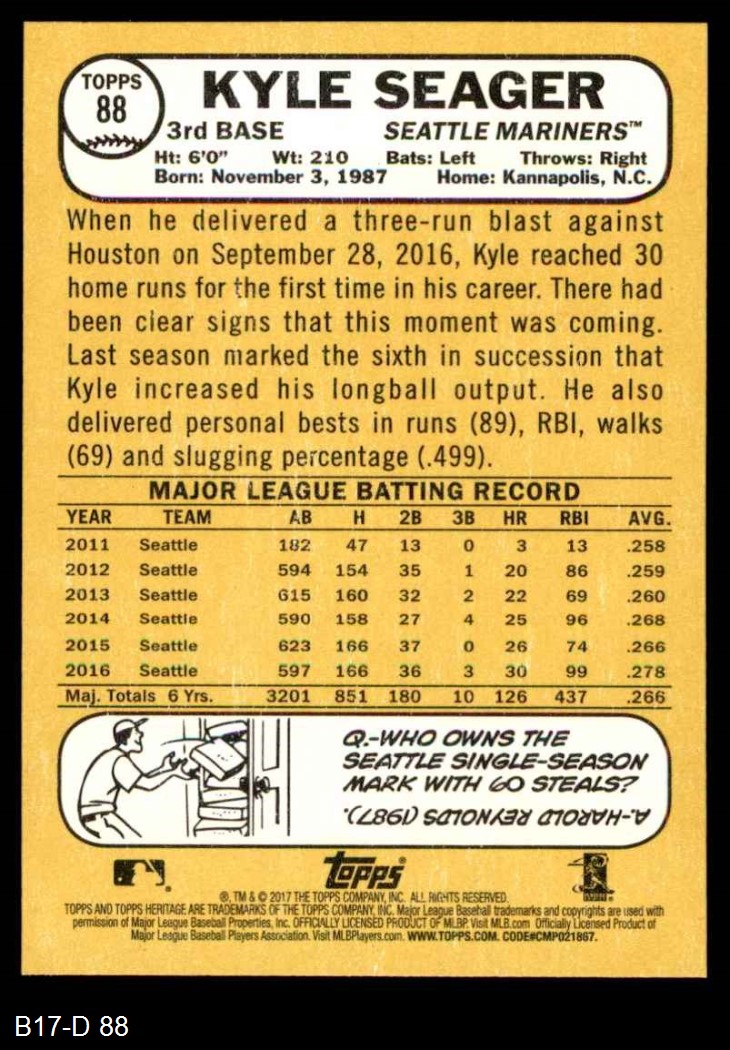 TOPPS
88
KYLE SEAGER
3rd BASE SEATTLE MARINERS™
Ht: 6'0" Wt: 210 Bats: Left Throws: Right
Born: November 3, 1987 Home: Kannapolis, N.C.
When he delivered a three-run blast against
Houston on September 28, 2016, Kyle reached 30
home runs for the first time in his career. There had
been clear signs that this moment was coming.
Last season marked the sixth in succession that
Kyle increased his longball output. He also
delivered personal bests in runs (89), RBI, walks
(69) and slugging percentage (.499).
MAJOR LEAGUE BATTING RECORD
YEAR TEAM AB H 2B 3B HR RBI AVG.
2011 Seattle 182 47 13 0 3 13 .258
2012 Seattle 594 154 35 1 20 86 .259
2013 Seattle 615 160 32 2 22 69 .260
2014 Seattle 590 158 27 4 25 96 .268
2015 Seattle 623 166 37 0 26 74 .266
2016 Seattle 597 166 36 3 30 99 .278
Maj. Totals 6 Yrs. 3201 851 180 10 126 437 .266
Q.-WHO OWNS THE
SEATTLE SINGLE-SEASON
MARK WITH 60 STEALS?
A.-HAROLD REYNOLDS (1987).
topps®
®, TM & © 2017 THE TOPPS COMPANY, INC. ALL RIGHTS RESERVED.
TOPPS AND TOPPS HERITAGE ARE TRADEMARKS OF THE TOPPS COMPANY, INC. Major League Baseball trademarks and copyrights are used with
permission of Major League Baseball Properties, Inc. OFFICIALLY LICENSED PRODUCT OF MLBP. Visit MLB.com Officially Licensed Product of
Major League Baseball Players Association. Visit MLBPlayers.com. WWW.TOPPS.COM. CODE#CMP021867.
B17-D 88